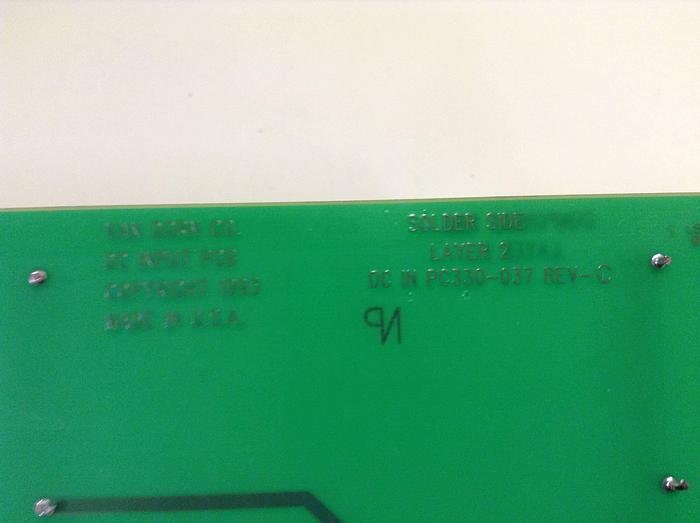 VAN DORN CO.
DC INPUT PCB
COPYRIGHT 1993
MADE IN U.S.A.
SOLDER SIDE
LAYER 2
DC IN PC330-037 REV-C